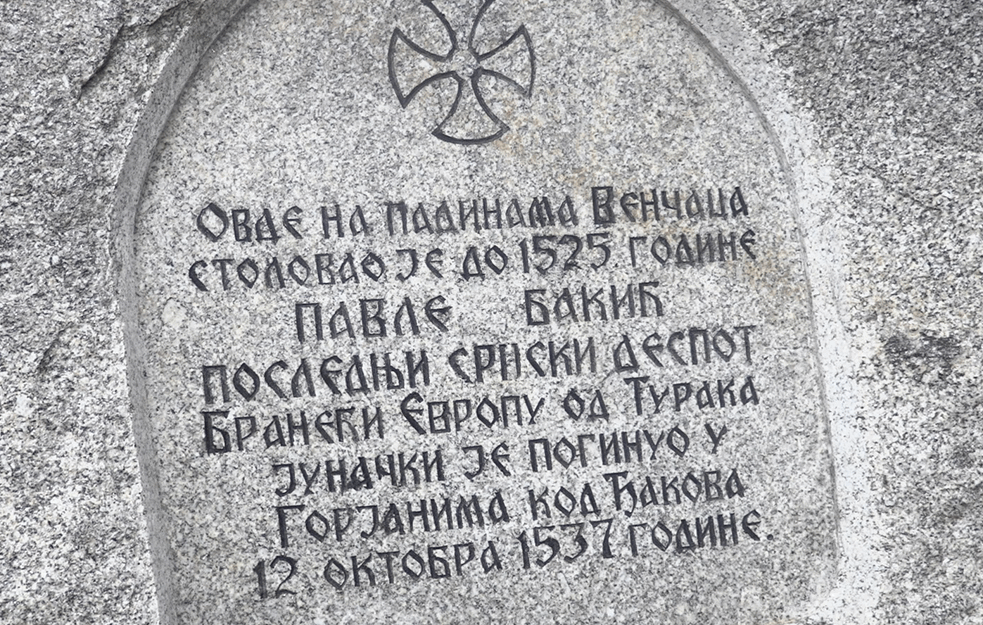 Овде на падинама Венчаца
столовао је до 1525. године
ПАВЛЕ БАКИЋ
последњи српски деспот
Бранећи Европу од Турака
јуначки је погинуо у
Горјанима код Ђакова
12 октобра 1537 године.